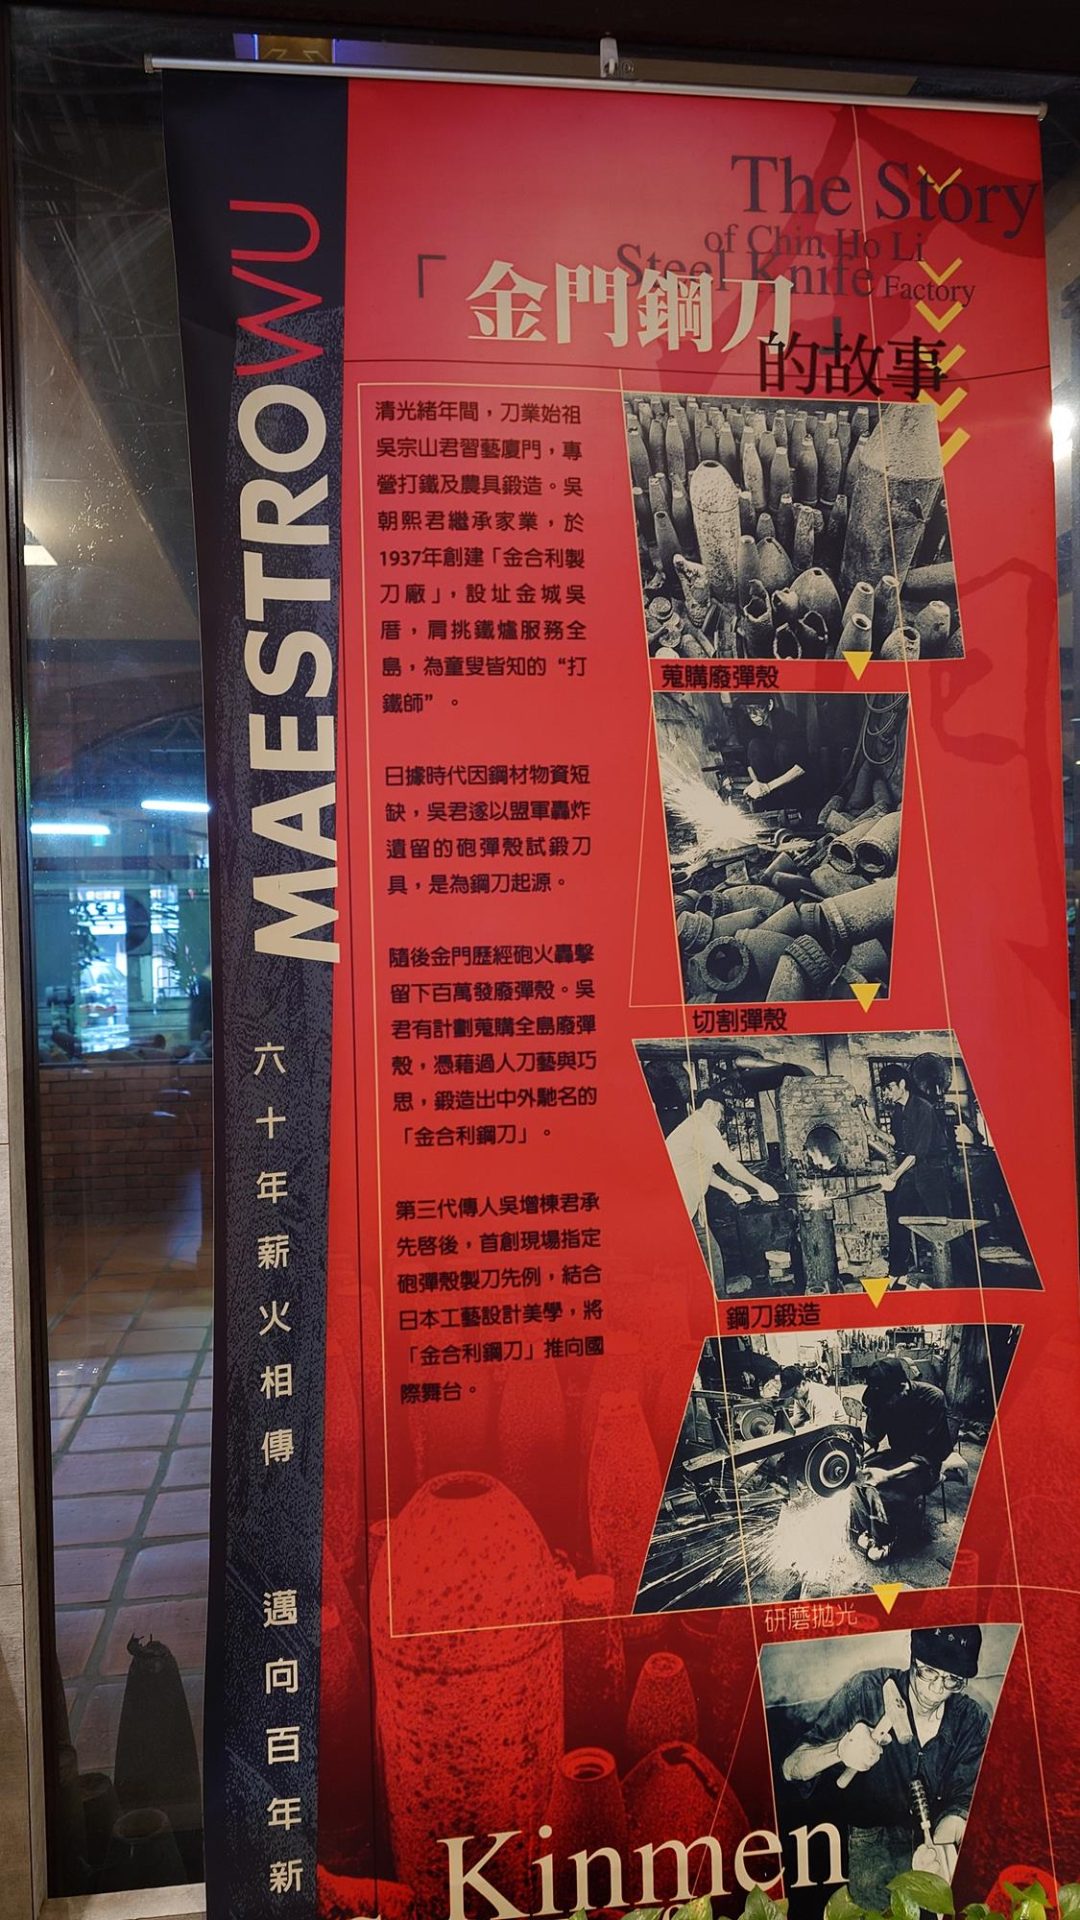 The Story
of Chin Ho Li
Steel Knife Factory
「金門鋼刀」
的故事
MAESTROWU
六十年薪火相傳 邁向百年新
清光緒年間，刀業始祖
吳宗山君習藝廈門，專
營打鐵及農具鍛造。吳
朝熙君繼承家業，於
1937年創建「金合利製
刀廠」，設址金城吳
厝，肩挑鐵爐服務全
島，為童叟皆知的“打
鐵師”。
日據時代因鋼材物資短
缺，吳君遂以盟軍轟炸
遺留的砲彈殼試鍛刀
具，是為鋼刀起源。
隨後金門歷經砲火轟擊
留下百萬發廢彈殼。吳
君有計劃蒐購全島廢彈
殼，憑藉過人刀藝與巧
思，鍛造出中外馳名的
「金合利鋼刀」。
第三代傳人吳增棟君承
先啓後，首創現場指定
砲彈殼製刀先例，結合
日本工藝設計美學，將
「金合利鋼刀」推向國
際舞台。
蒐購廢彈殼
切割彈殼
鋼刀鍛造
研磨拋光
Kinmen